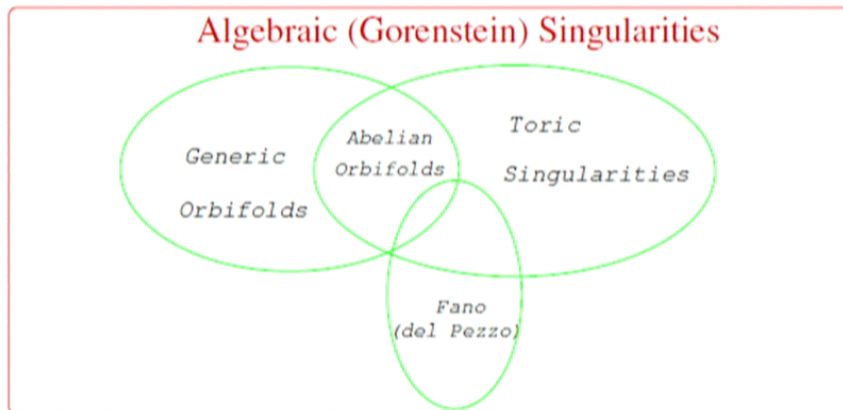 Algebraic (Gorenstein) Singularities
Generic
Orbifolds
Abelian
Orbifolds
Toric
Singularities
Fano
(del Pezzo)